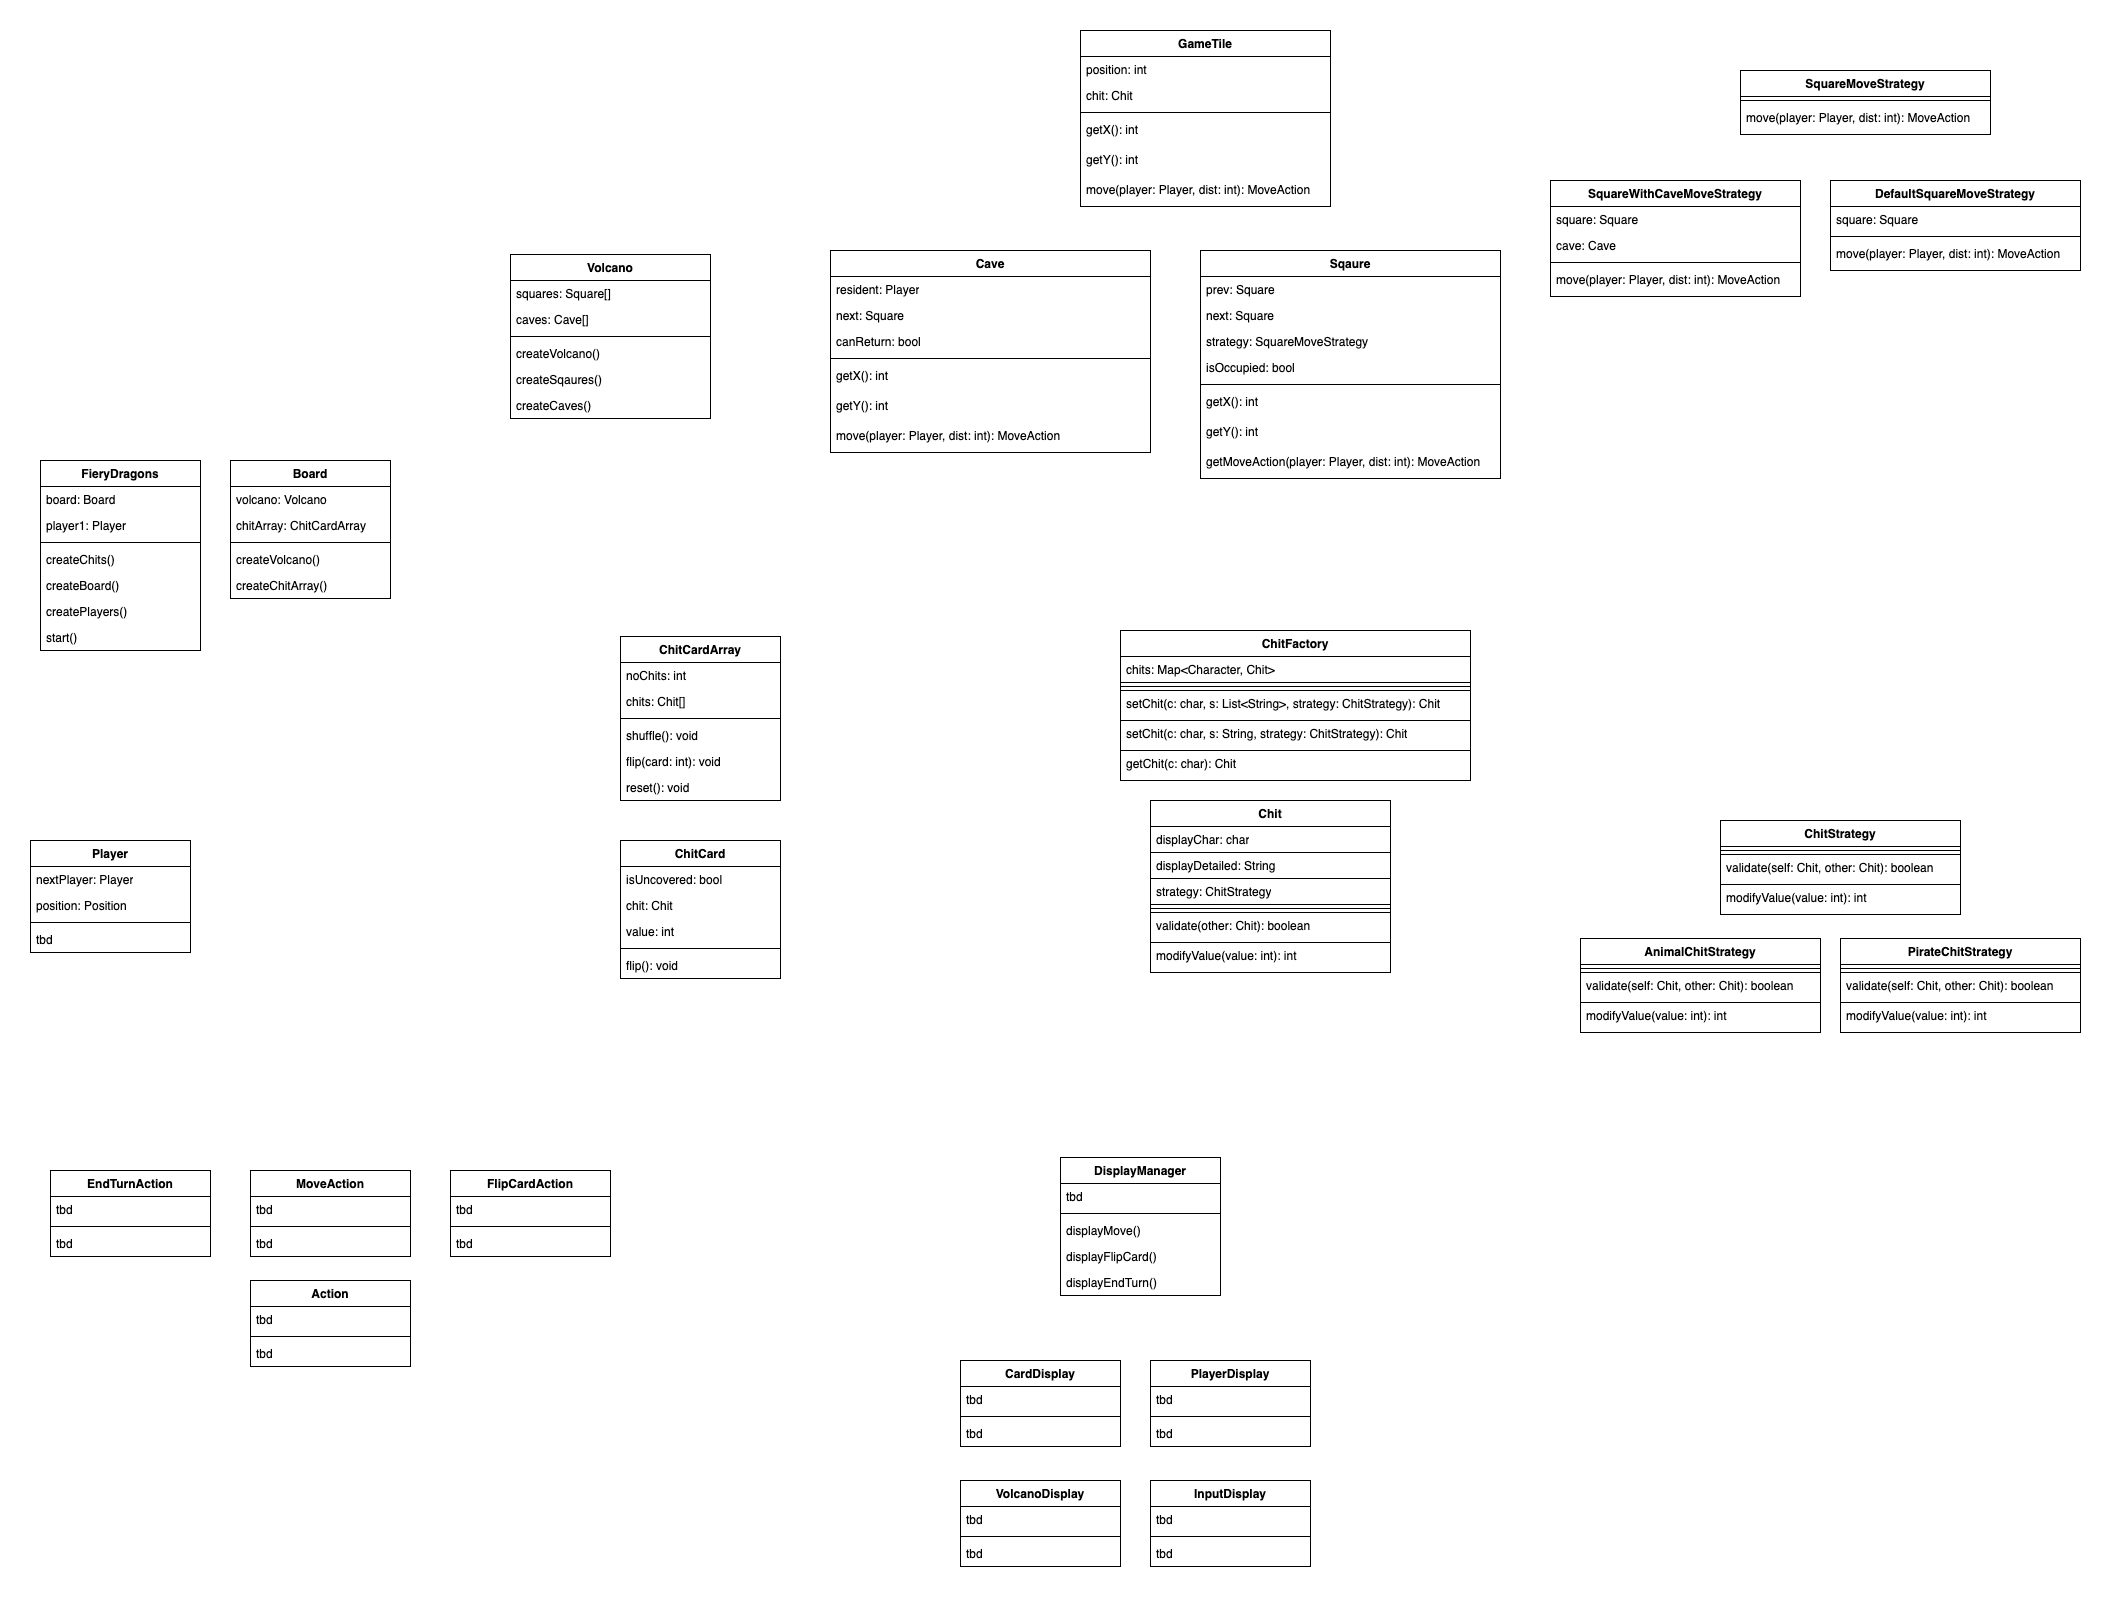 GameTile
position: int
chit: Chit
getX(): int
getY(): int
move(player: Player, dist: int): MoveAction
SquareMoveStrategy
move(player: Player, dist: int): MoveAction
SquareWithCaveMoveStrategy
square: Square
cave: Cave
move(player: Player, dist: int): MoveAction
DefaultSquareMoveStrategy
square: Square
move(player: Player, dist: int): MoveAction
Volcano
squares: Square[]
caves: Cave[]
createVolcano()
createSqaures()
createCaves()
Cave
resident: Player
next: Square
canReturn: bool
getX(): int
getY(): int
move(player: Player, dist: int): MoveAction
Sqaure
prev: Square
next: Square
strategy: SquareMoveStrategy
isOccupied: bool
getX(): int
getY(): int
getMoveAction(player: Player, dist: int): MoveAction
FieryDragons
board: Board
player1: Player
createChits()
createBoard()
createPlayers()
start()
Board
volcano: Volcano
chitArray: ChitCardArray
createVolcano()
createChitArray()
ChitCardArray
noChits: int
chits: Chit[]
shuffle(): void
flip(card: int): void
reset(): void
ChitFactory
chits: Map<Character, Chit>
setChit(c: char, s: List<String>, strategy: ChitStrategy): Chit
setChit(c: char, s: String, strategy: ChitStrategy): Chit
getChit(c: char): Chit
Player
nextPlayer: Player
position: Position
tbd
ChitCard
isUncovered: bool
chit: Chit
value: int
flip(): void
Chit
displayChar: char
displayDetailed: String
strategy: ChitStrategy
validate(other: Chit): boolean
modifyValue(value: int): int
ChitStrategy
validate(self: Chit, other: Chit): boolean
modifyValue(value: int): int
AnimalChitStrategy
validate(self: Chit, other: Chit): boolean
modifyValue(value: int): int
PirateChitStrategy
validate(self: Chit, other: Chit): boolean
modifyValue(value: int): int
EndTurnAction
tbd
tbd
MoveAction
tbd
tbd
FlipCardAction
tbd
tbd
Action
tbd
tbd
DisplayManager
tbd
displayMove()
displayFlipCard()
displayEndTurn()
CardDisplay
tbd
tbd
PlayerDisplay
tbd
tbd
VolcanoDisplay
tbd
tbd
InputDisplay
tbd
tbd